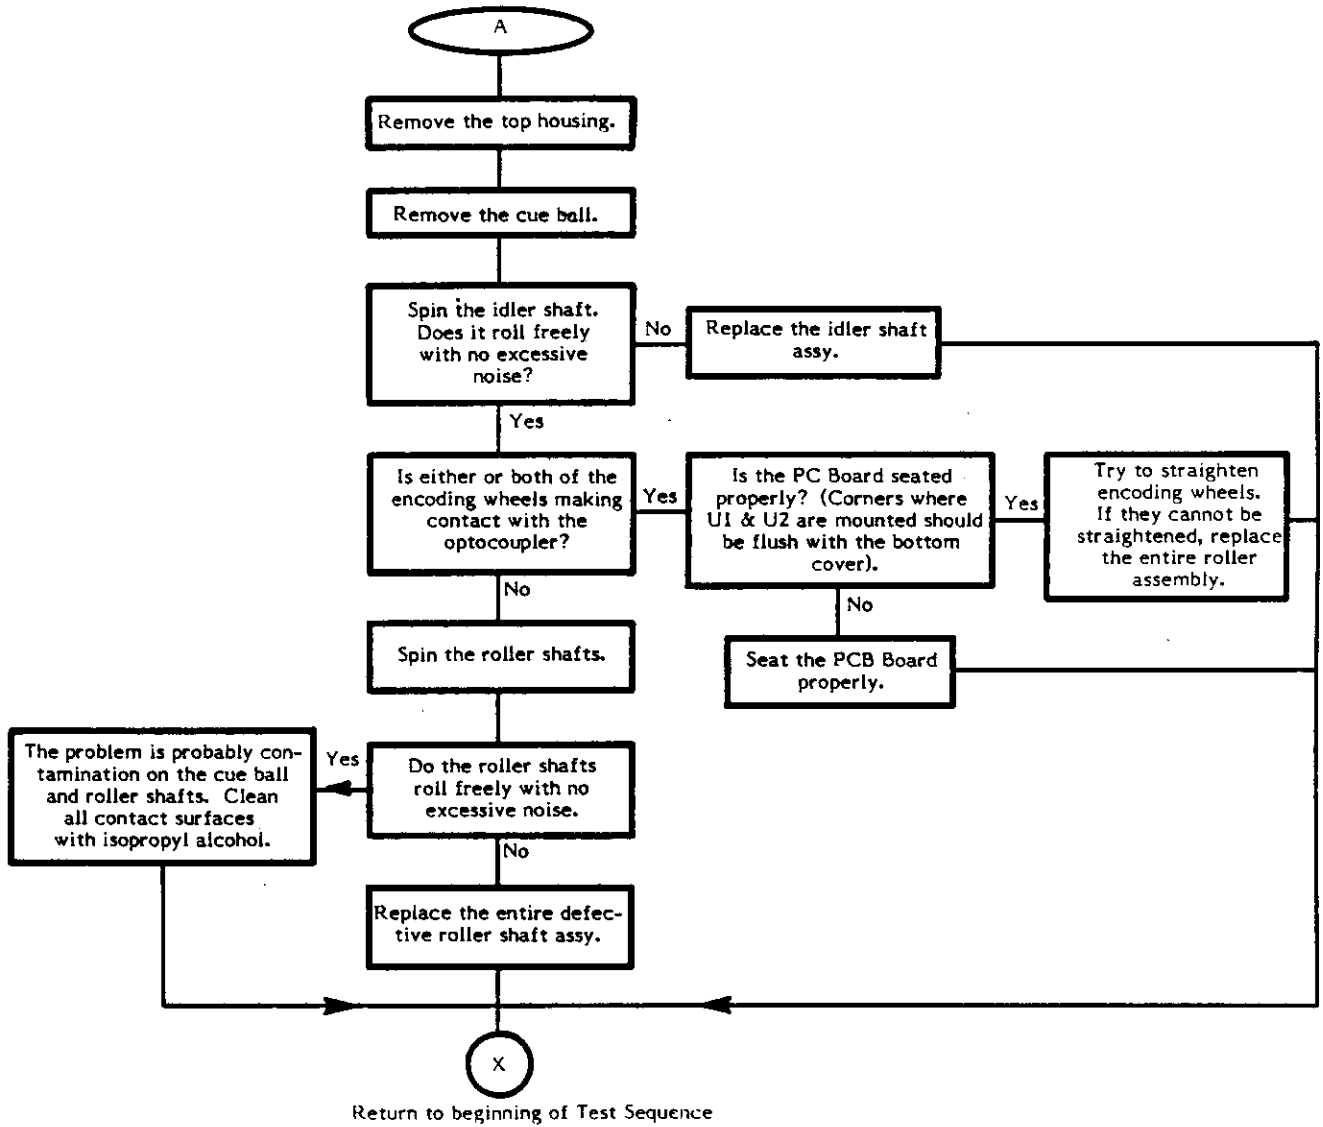 A
Remove the top housing.
Remove the cue ball.
Spin the idler shaft.
Does it roll freely
with no excessive
noise?
No
Replace the idler shaft
assy.
Yes
Is either or both of the
encoding wheels making
contact with the
optocoupler?
Yes
Is the PC Board seated
properly? (Corners where
U1 & U2 are mounted should
be flush with the bottom
cover).
Yes
Try to straighten
encoding wheels.
If they cannot be
straightened, replace
the entire roller
assembly.
No
No
Spin the roller shafts.
Seat the PCB Board
properly.
The problem is probably con-
tamination on the cue ball
and roller shafts. Clean
all contact surfaces
with isopropyl alcohol.
Yes
Do the roller shafts
roll freely with no
excessive noise.
No
Replace the entire defec-
tive roller shaft assy.
X
Return to beginning of Test Sequence